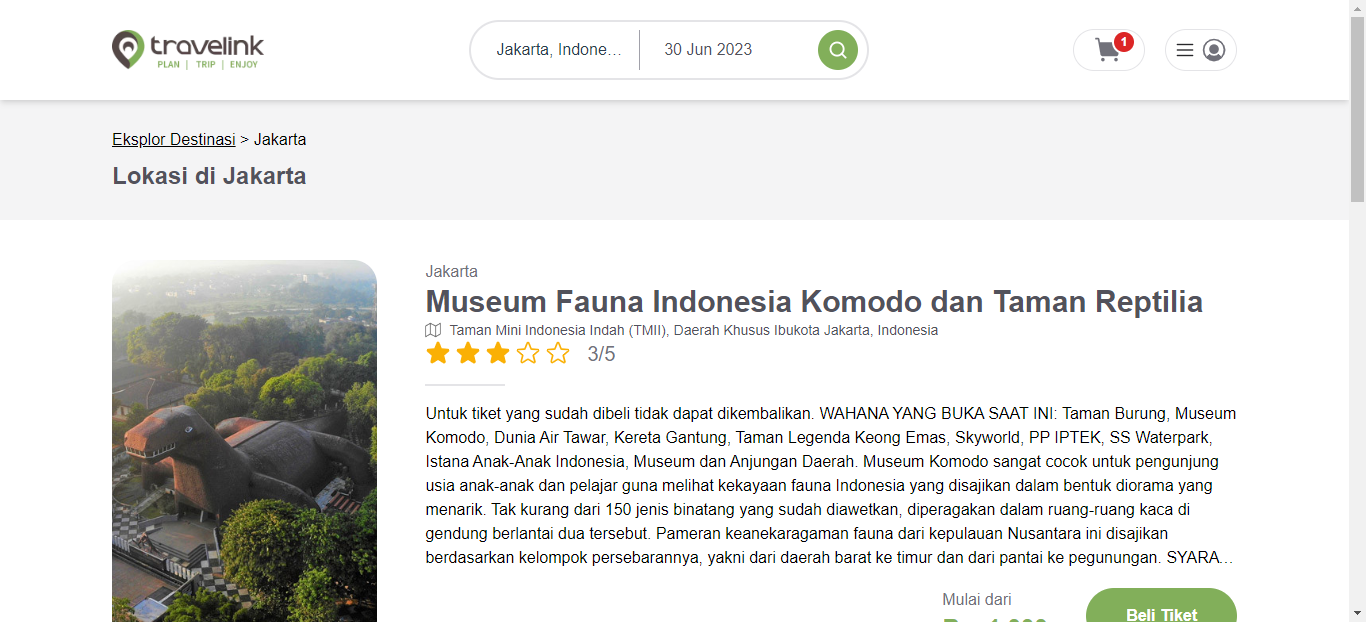 travelink
PLAN | TRIP | ENJOY
Jakarta, Indone...
30 Jun 2023
1
Eksplor Destinasi > Jakarta
Lokasi di Jakarta
Jakarta
Museum Fauna Indonesia Komodo dan Taman Reptilia
Taman Mini Indonesia Indah (TMII), Daerah Khusus Ibukota Jakarta, Indonesia
3/5
Untuk tiket yang sudah dibeli tidak dapat dikembalikan. WAHANA YANG BUKA SAAT INI: Taman Burung, Museum
Komodo, Dunia Air Tawar, Kereta Gantung, Taman Legenda Keong Emas, Skyworld, PP IPTEK, SS Waterpark,
Istana Anak-Anak Indonesia, Museum dan Anjungan Daerah. Museum Komodo sangat cocok untuk pengunjung
usia anak-anak dan pelajar guna melihat kekayaan fauna Indonesia yang disajikan dalam bentuk diorama yang
menarik. Tak kurang dari 150 jenis binatang yang sudah diawetkan, diperagakan dalam ruang-ruang kaca di
gendung berlantai dua tersebut. Pameran keanekaragaman fauna dari kepulauan Nusantara ini disajikan
berdasarkan kelompok persebarannya, yakni dari daerah barat ke timur dan dari pantai ke pegunungan. SYARA...
Mulai dari
Beli Tiket